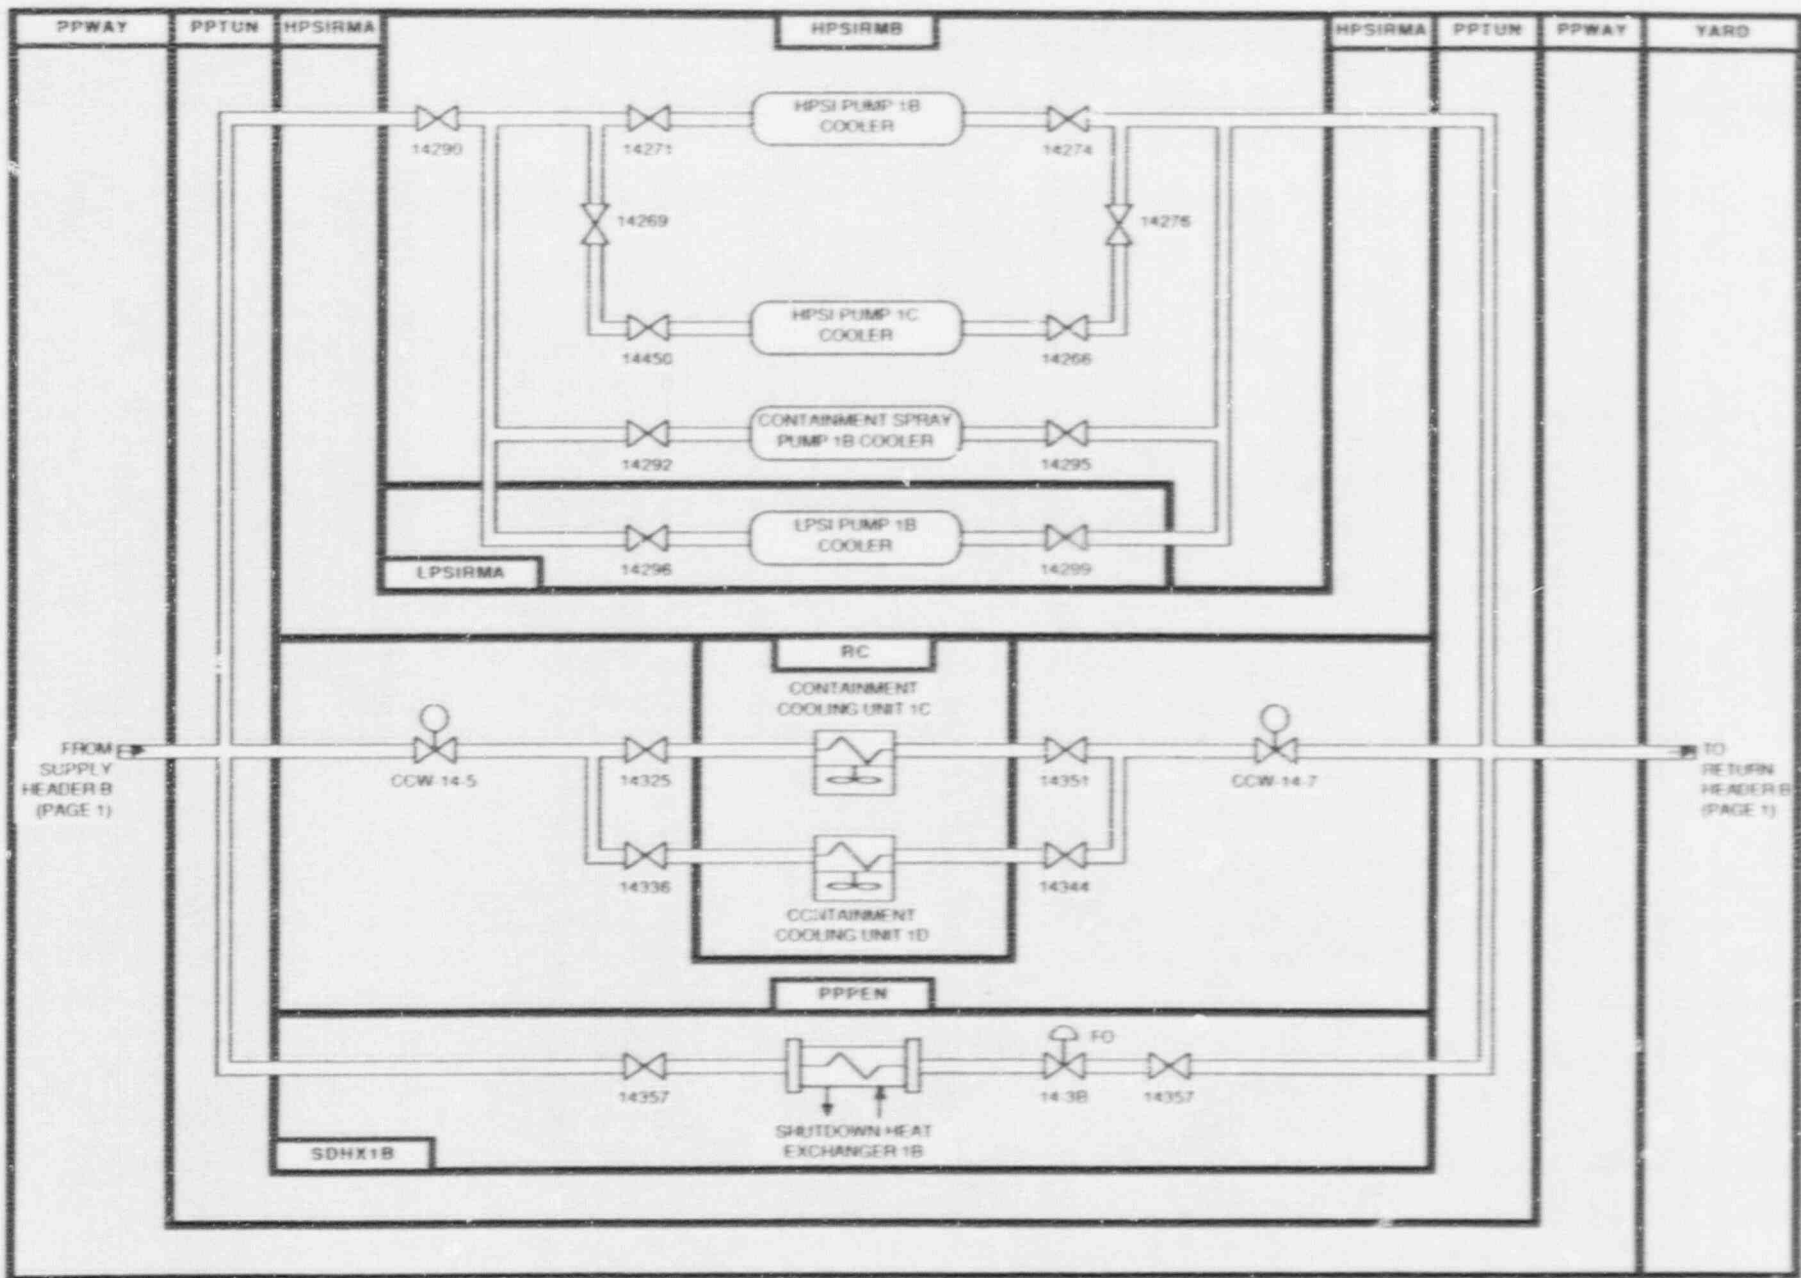 PPWAY
PPTUN
HPSIRMA
HPSIRMB
HPSIRMA
PPTUN
PPWAY
YARD
HPSI PUMP 1B
COOLER
14290
14271
14274
14269
14276
HPSI PUMP 1C
COOLER
14450
14266
CONTAINMENT SPRAY
PUMP 1B COOLER
14292
14295
LPSI PUMP 1B
COOLER
LPSIRMA
14296
14299
RC
CONTAINMENT
COOLING UNIT 1C
FROM
SUPPLY
HEADER B
(PAGE 1)
CCW-14-5
14325
14351
CCW-14-7
TO
RETURN
HEADER B
(PAGE 1)
14336
14344
CONTAINMENT
COOLING UNIT 1D
PPPEN
FO
14357
14-3B
14357
SHUTDOWN HEAT
EXCHANGER 1B
SDHX1B